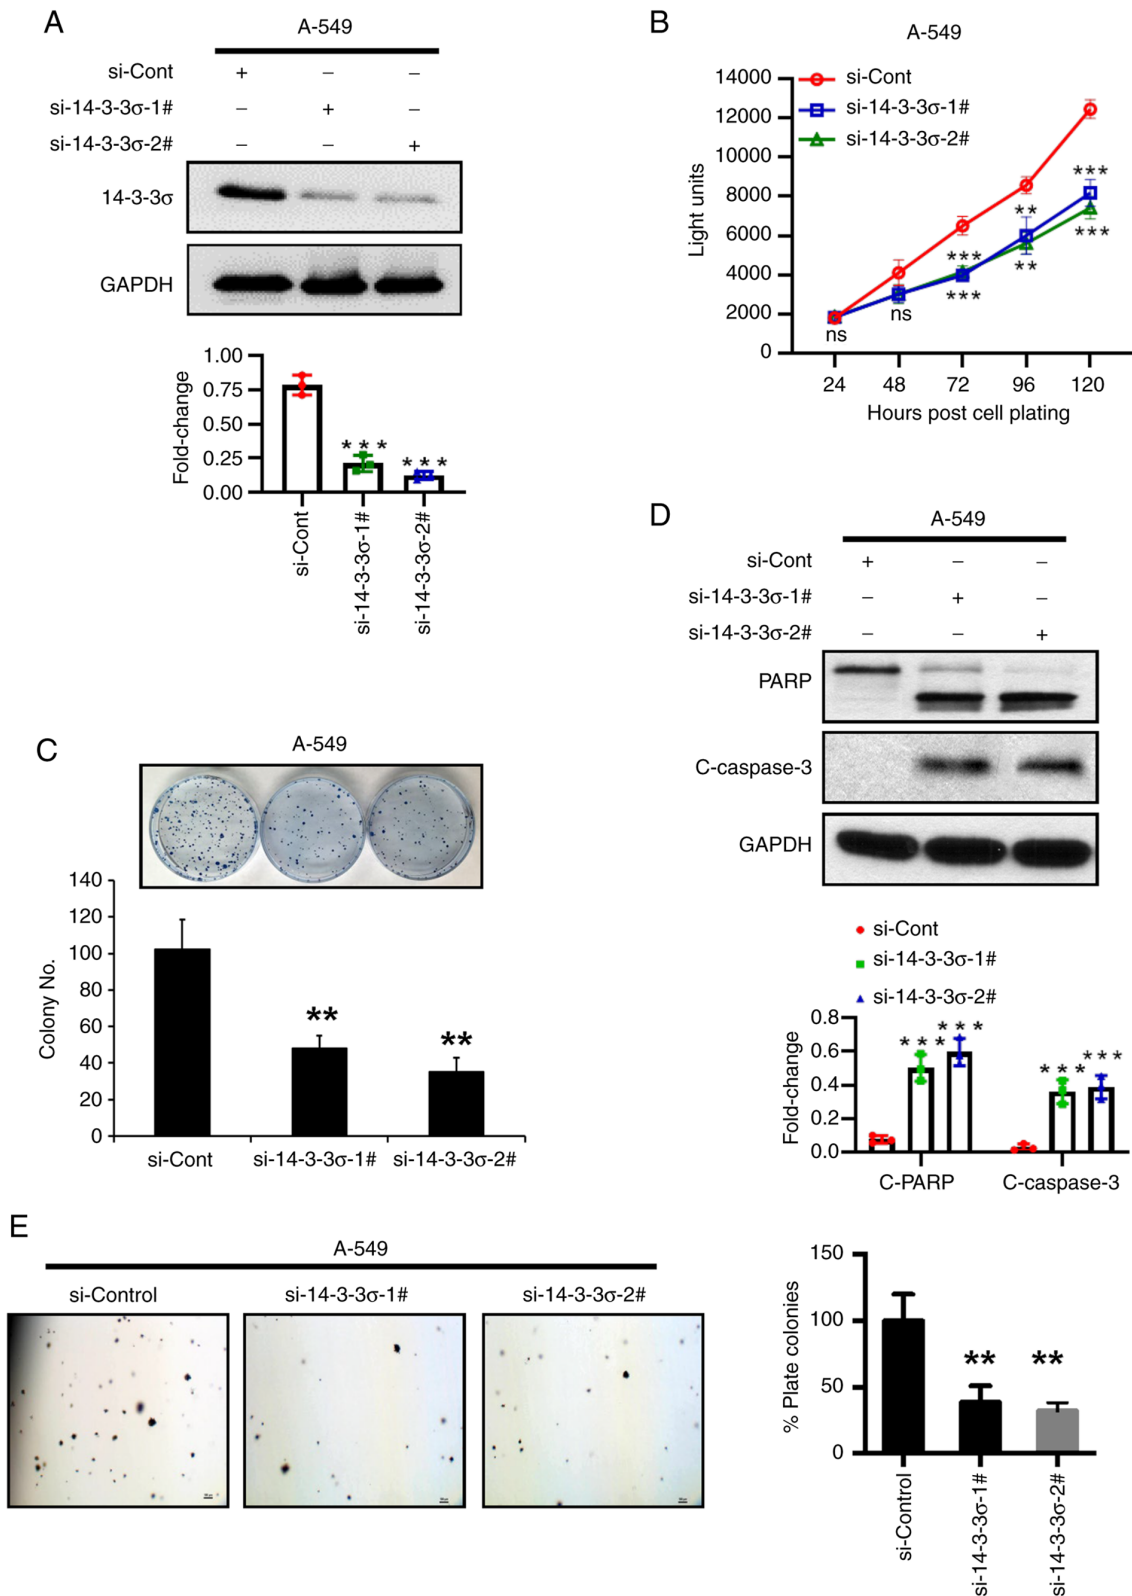 A
A-549
si-Cont + – –
si-14-3-3σ-1# – + –
si-14-3-3σ-2# – – +
14-3-3σ
GAPDH
1.00
0.75
0.50
0.25
0.00
Fold-change
*** ***
si-Cont
si-14-3-3σ-1#
si-14-3-3σ-2#
B
A-549
si-Cont
si-14-3-3σ-1#
si-14-3-3σ-2#
14000
12000
10000
8000
6000
4000
2000
0
Light units
ns
ns
***
***
**
**
***
***
24 48 72 96 120
Hours post cell plating
C
A-549
140
120
100
80
60
40
20
0
Colony No.
** **
si-Cont si-14-3-3σ-1# si-14-3-3σ-2#
D
A-549
si-Cont + – –
si-14-3-3σ-1# – + –
si-14-3-3σ-2# – – +
PARP
C-caspase-3
GAPDH
si-Cont
si-14-3-3σ-1#
si-14-3-3σ-2#
0.8
0.6
0.4
0.2
0.0
Fold-change
*** *** *** ***
C-PARP C-caspase-3
E
A-549
si-Control si-14-3-3σ-1# si-14-3-3σ-2#
150
100
50
0
% Plate colonies
** **
si-Control
si-14-3-3σ-1#
si-14-3-3σ-2#